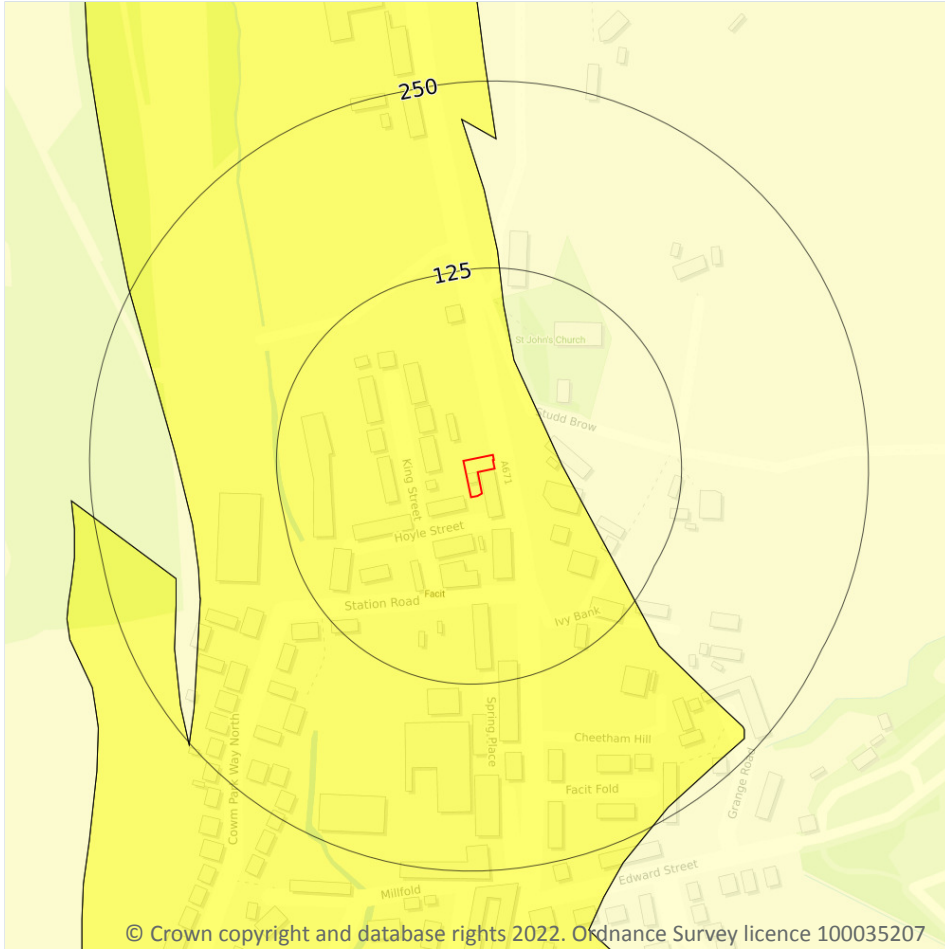 250
125
St John's Church
Studd Brow
A671
King Street
Hoyle Street
Facit
Station Road
Ivy Bank
Spring Place
Cheetham Hill
Cowm Park Way North
Facit Fold
Grange Road
Edward Street
Millfold
© Crown copyright and database rights 2022. Ordnance Survey licence 100035207